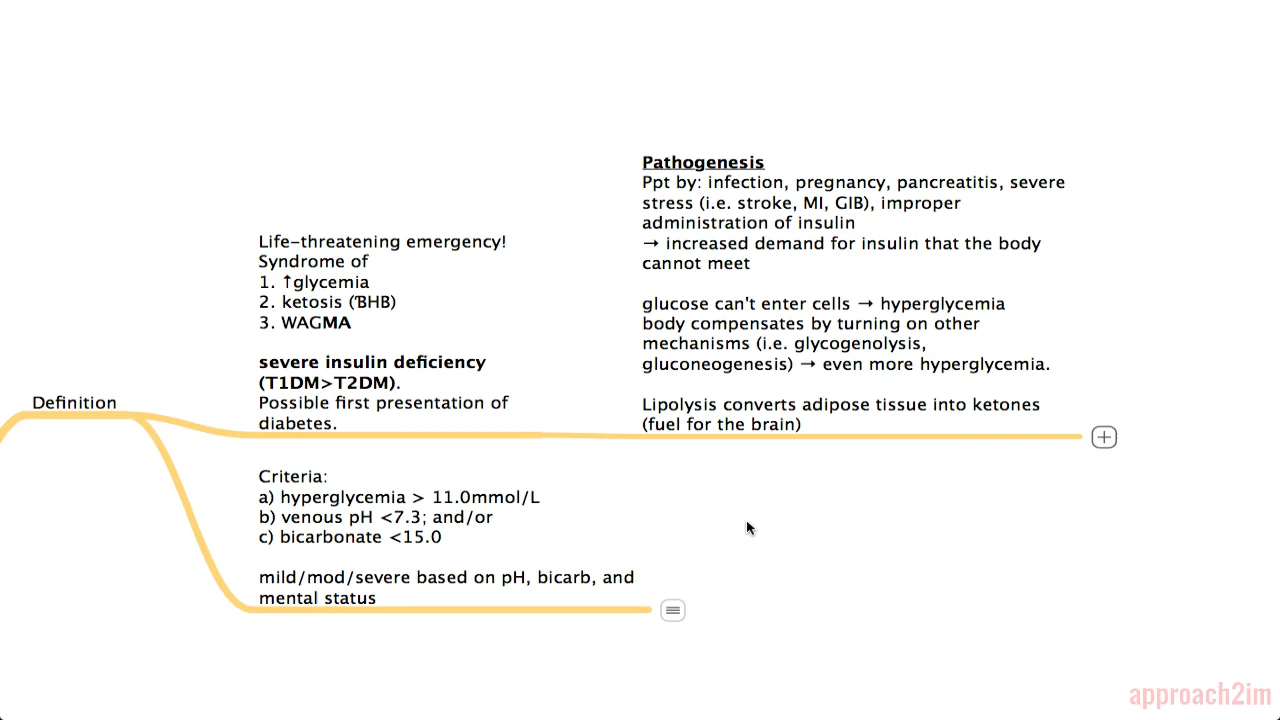 Definition
Life-threatening emergency!
Syndrome of
1. ↑glycemia
2. ketosis (ƁHB)
3. WAGMA
severe insulin deficiency
(T1DM>T2DM).
Possible first presentation of
diabetes.
Pathogenesis
Ppt by: infection, pregnancy, pancreatitis, severe
stress (i.e. stroke, MI, GIB), improper
administration of insulin
→ increased demand for insulin that the body
cannot meet
glucose can't enter cells → hyperglycemia
body compensates by turning on other
mechanisms (i.e. glycogenolysis,
gluconeogenesis) → even more hyperglycemia.
Lipolysis converts adipose tissue into ketones
(fuel for the brain)
Criteria:
a) hyperglycemia > 11.0mmol/L
b) venous pH <7.3; and/or
c) bicarbonate <15.0
mild/mod/severe based on pH, bicarb, and
mental status
approach2im